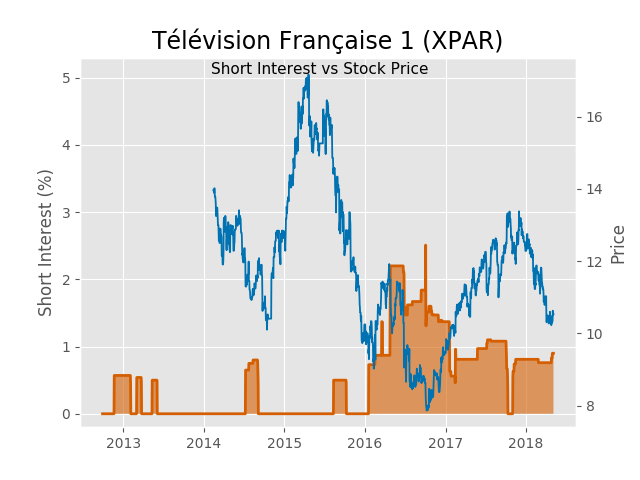 Télévision Française 1 (XPAR)
Short Interest vs Stock Price
Short Interest (%)
5
4
3
2
1
0
16
14
12
10
8
Price
2013 2014 2015 2016 2017 2018